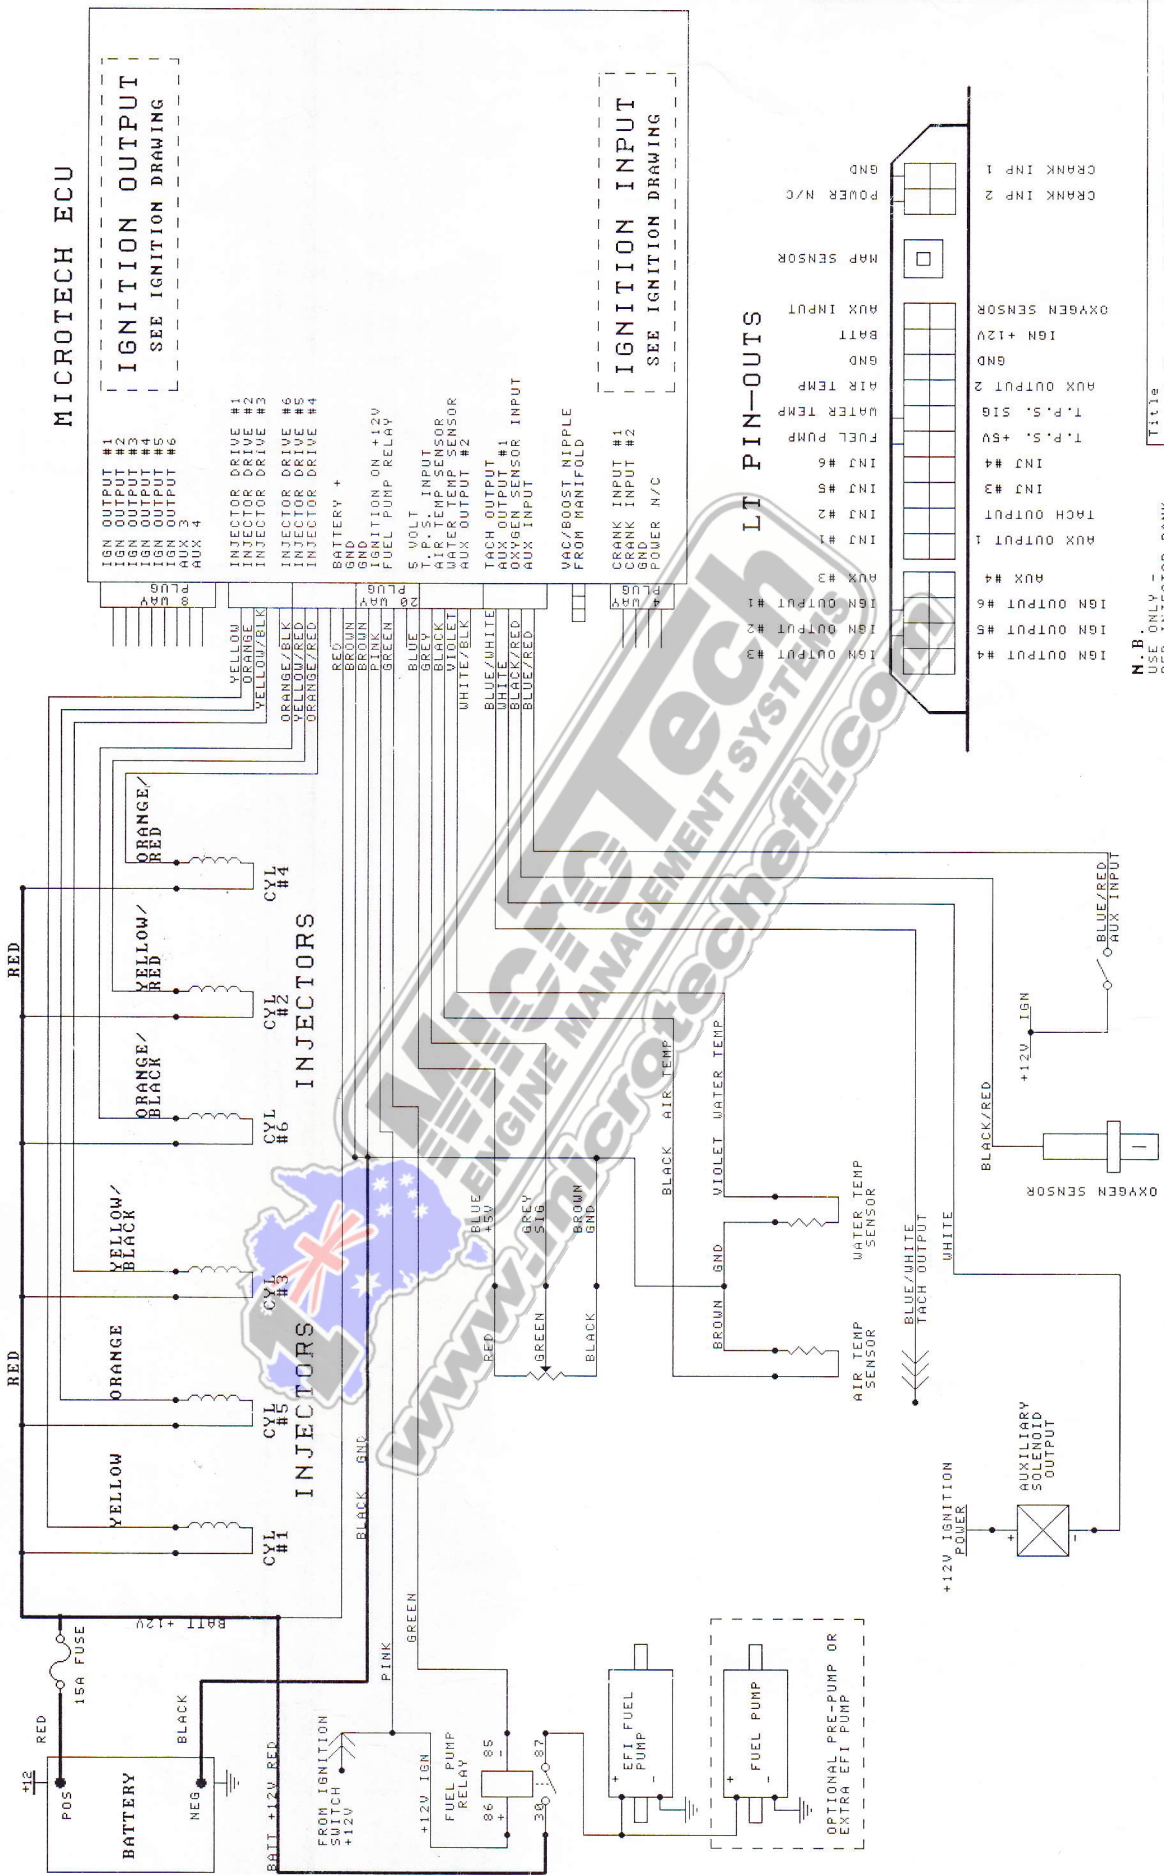 MICROTECH ECU
IGNITION OUTPUT
SEE IGNITION DRAWING
IGN OUTPUT #1
IGN OUTPUT #2
IGN OUTPUT #3
IGN OUTPUT #4
IGN OUTPUT #5
IGN OUTPUT #6
AUX 3
AUX 4
INJECTOR DRIVE #1
INJECTOR DRIVE #2
INJECTOR DRIVE #3
INJECTOR DRIVE #6
INJECTOR DRIVE #5
INJECTOR DRIVE #4
BATTERY +
GND
GND
IGNITION ON +12V
FUEL PUMP RELAY
5 VOLT
T.P.S. INPUT
AIR TEMP SENSOR
WATER TEMP SENSOR
AUX OUTPUT #2
TACH OUTPUT
AUX OUTPUT #1
OXYGEN SENSOR INPUT
AUX INPUT
VAC/BOOST NIPPLE
FROM MANIFOLD
CRANK INPUT #1
CRANK INPUT #2
GND
POWER N/C
IGNITION INPUT
SEE IGNITION DRAWING
8 WAY
PLUG
20 WAY
PLUG
4 WAY
PLUG
YELLOW
ORANGE
YELLOW/BLK
ORANGE/BLK
YELLOW/RED
ORANGE/RED
RED
BROWN
BROWN
PINK
GREEN
BLUE
GREY
BLACK
VIOLET
WHITE/BLK
BLUE/WHITE
WHITE
BLACK/RED
BLUE/RED
RED
RED
YELLOW
CYL
#1
ORANGE
CYL
#5
YELLOW/
BLACK
CYL
#3
ORANGE/
BLACK
CYL
#6
YELLOW/
RED
CYL
#2
ORANGE/
RED
CYL
#4
INJECTORS
INJECTORS
+12
POS
BATTERY
NEG
RED
15A FUSE
BLACK
BATT +12V
BATT +12V RED
BLACK GND
PINK
GREEN
FROM IGNITION
SWITCH
+12V
+12V IGN
FUEL PUMP
RELAY
86
85
+
-
30
87
EFI FUEL
PUMP
+
-
FUEL PUMP
+
-
OPTIONAL PRE-PUMP OR
EXTRA EFI PUMP
BLUE
+5V
GREY
SIG
BROWN
GND
RED
GREEN
BLACK
BLACK AIR TEMP
VIOLET WATER TEMP
BROWN GND
WATER TEMP
SENSOR
AIR TEMP
SENSOR
BLUE/WHITE
TACH OUTPUT
WHITE
+12V IGNITION
POWER
AUXILIARY
SOLENOID
OUTPUT
+
-
BLACK/RED
OXYGEN SENSOR
+12V IGN
BLUE/RED
AUX INPUT
LT PIN-OUTS
IGN OUTPUT #3
IGN OUTPUT #2
IGN OUTPUT #1
AUX #3
INJ #1
INJ #2
INJ #5
INJ #6
FUEL PUMP
WATER TEMP
AIR TEMP
GND
BATT
AUX INPUT
MAP SENSOR
POWER N/C
GND
IGN OUTPUT #4
IGN OUTPUT #5
IGN OUTPUT #6
AUX #4
AUX OUTPUT 1
TACH OUTPUT
INJ #3
INJ #4
T.P.S. +5V
T.P.S. SIG
AUX OUTPUT 2
GND
IGN +12V
OXYGEN SENSOR
CRANK INP 2
CRANK INP 1
N.B.
USE ONLY -
Title
1
MicroTech
ENGINE MANAGEMENT SYSTEMS
www.microtechefi.com